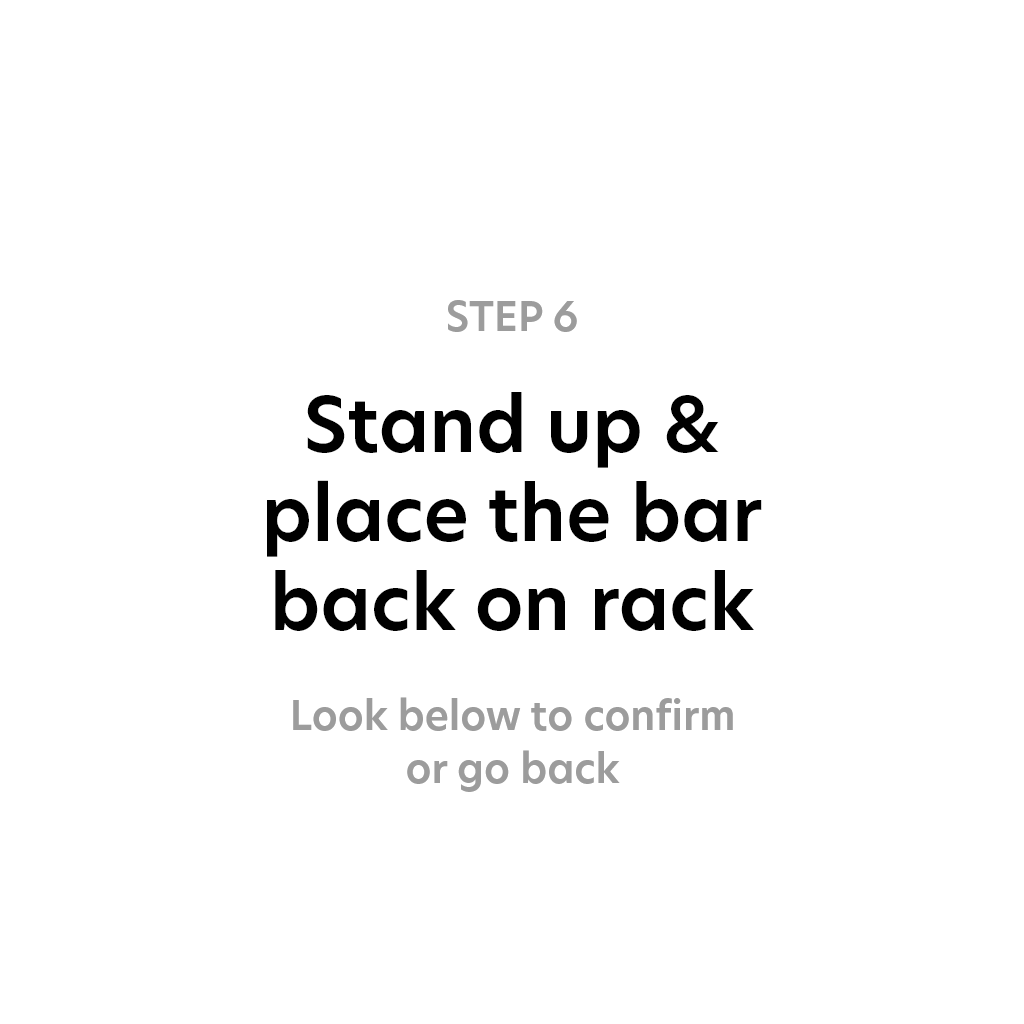 STEP 6
Stand up &
place the bar
back on rack
Look below to confirm
or go back